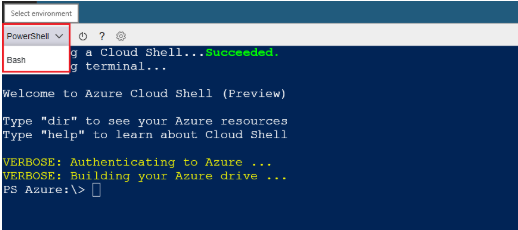 Select environment
PowerShell
?
Bash
g a Cloud Shell...Succeeded.
g terminal...
Welcome to Azure Cloud Shell (Preview)
Type "dir" to see your Azure resources
Type "help" to learn about Cloud Shell
VERBOSE: Authenticating to Azure ...
VERBOSE: Building your Azure drive ...
PS Azure:\>